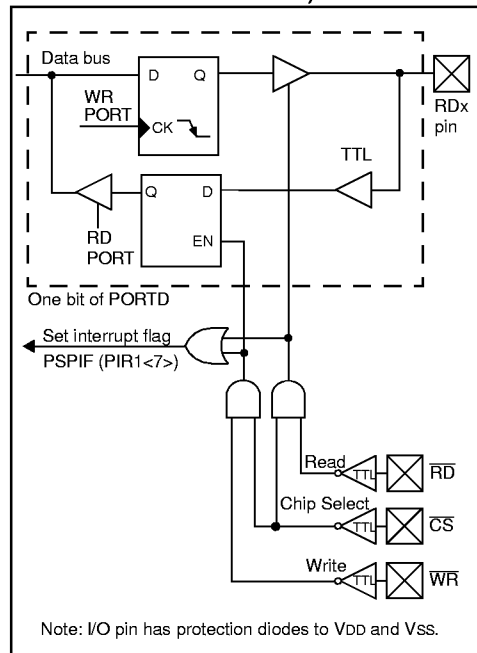 Data bus
D
Q
WR
PORT
CK
RDx
pin
TTL
Q
D
EN
RD
PORT
One bit of PORTD
Set interrupt flag
PSPIF (PIR1<7>)
Read
TTL
RD
Chip Select
TTL
CS
Write
TTL
WR
Note: I/O pin has protection diodes to VDD and VSS.